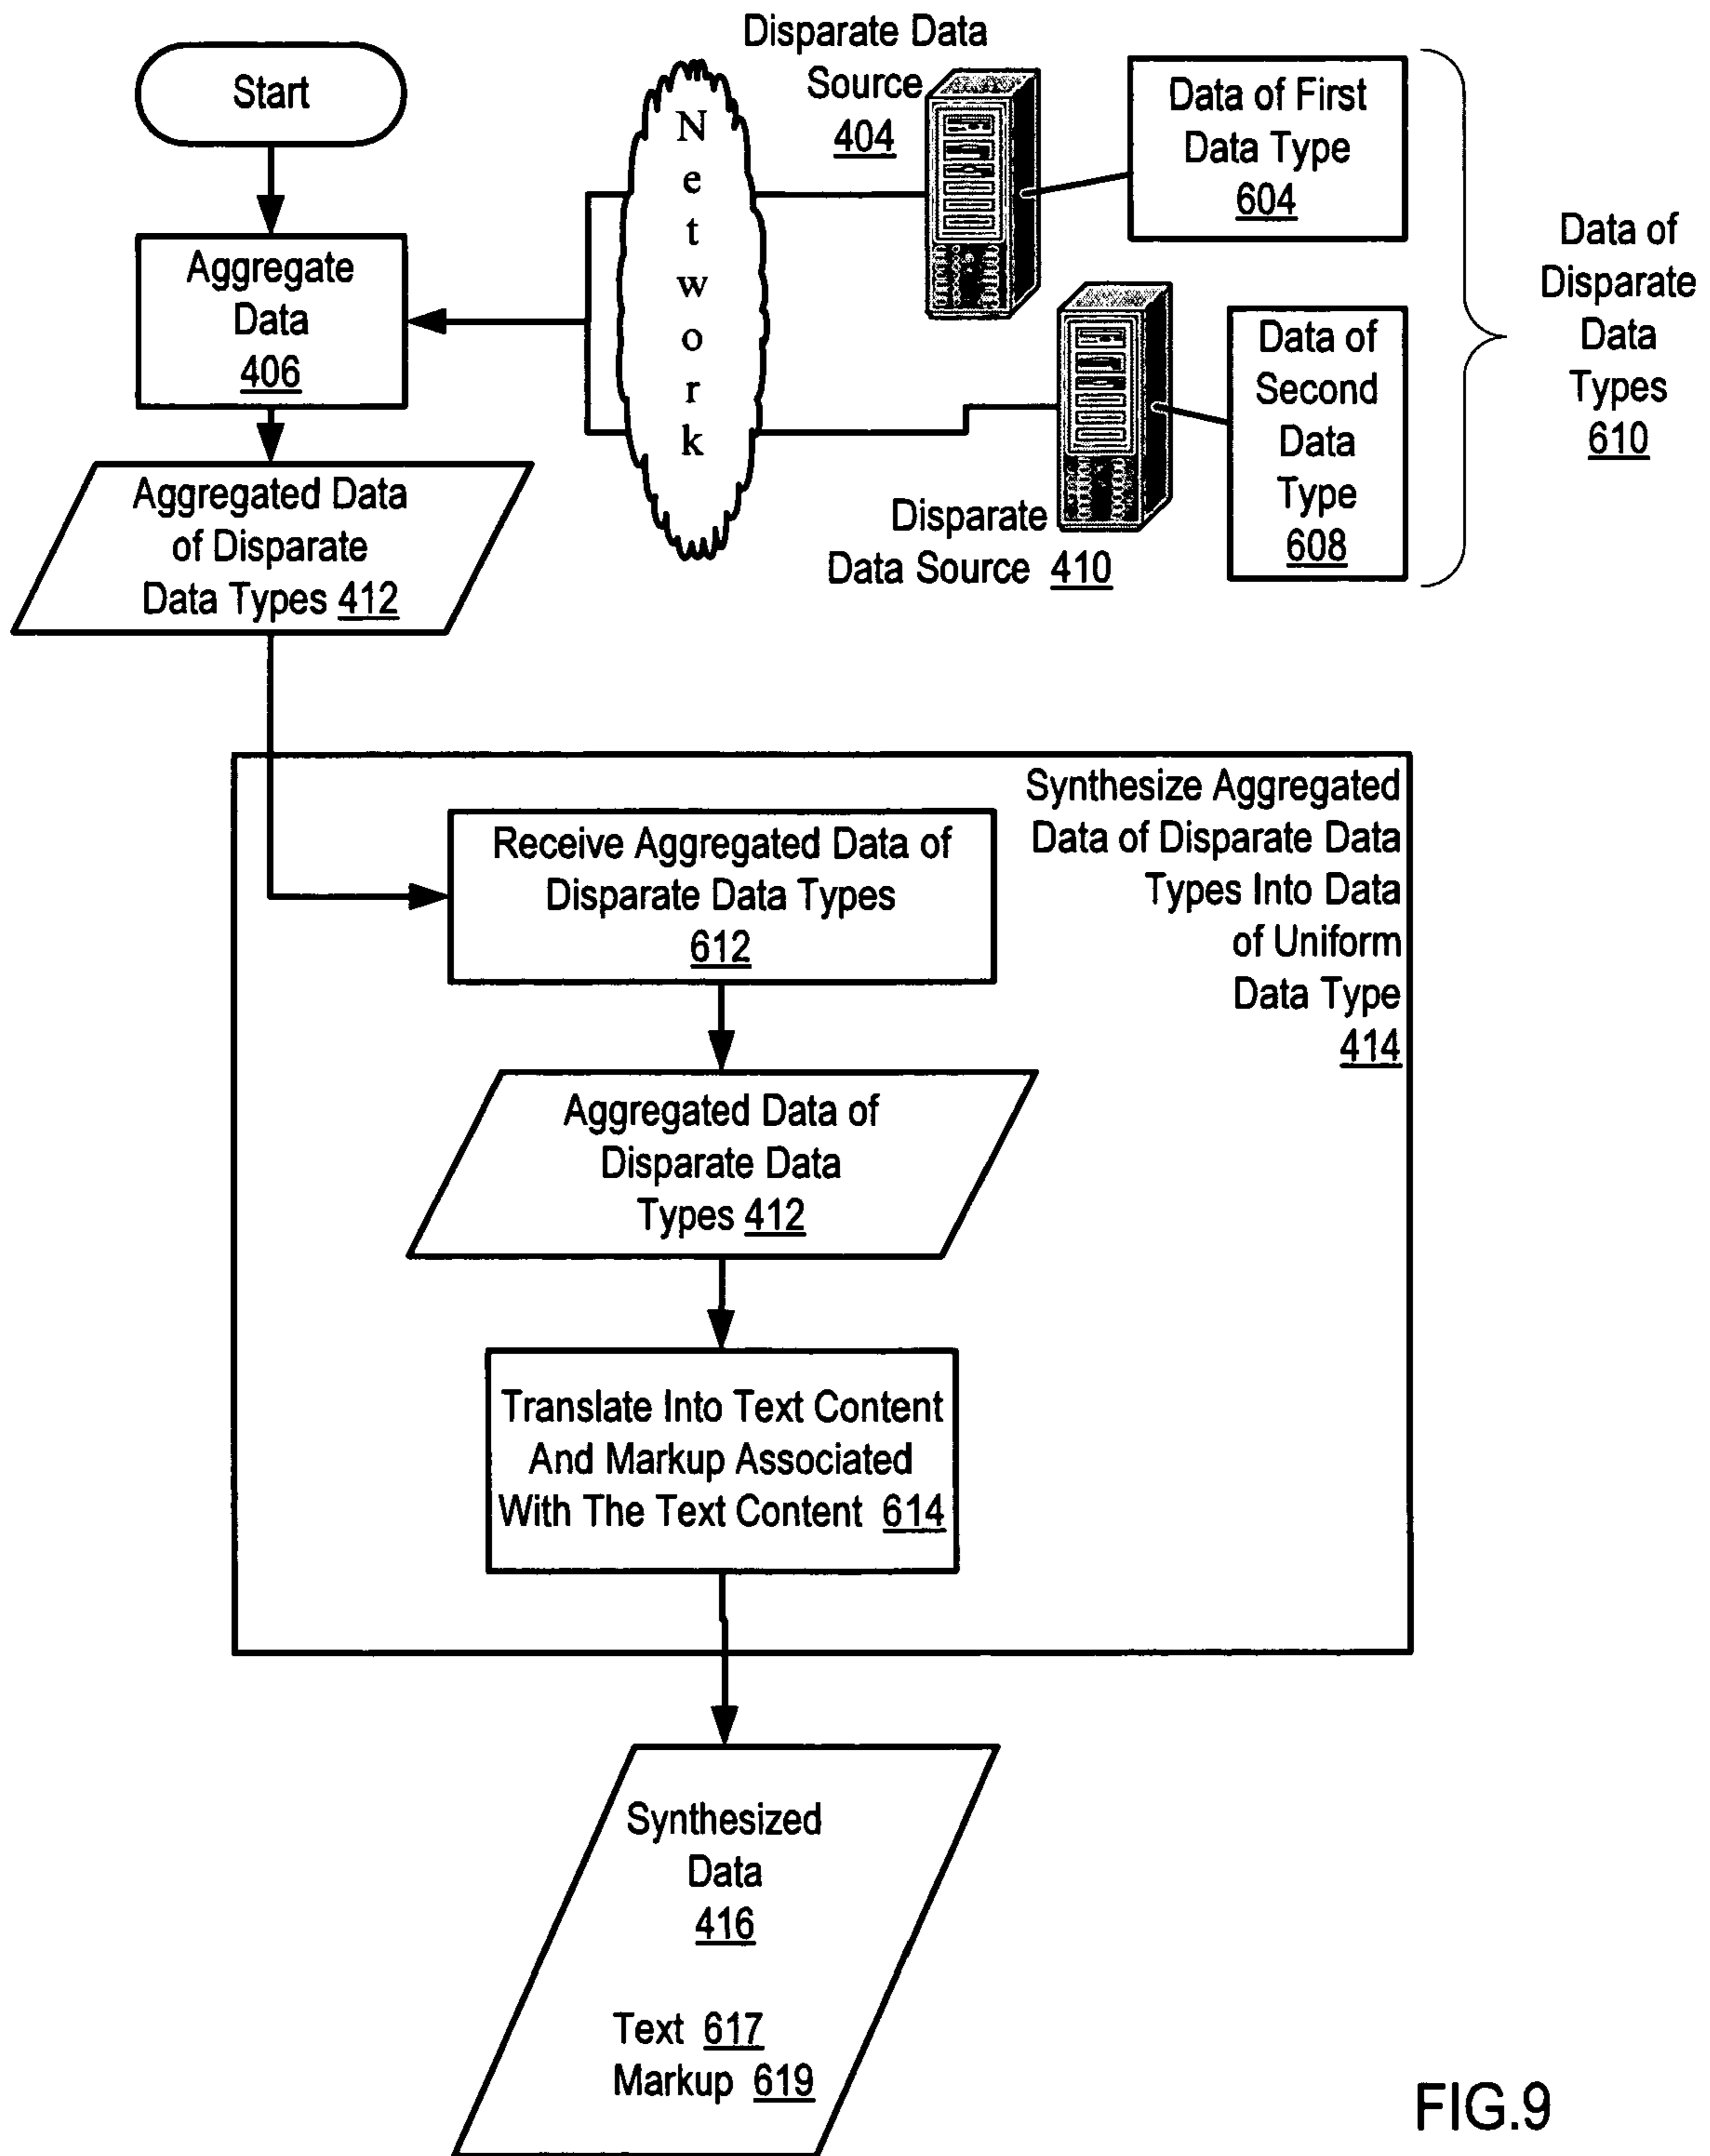 Start
Aggregate
Data
406
Aggregated Data
of Disparate
Data Types 412
Network
Disparate Data
Source
404
Data of First
Data Type
604
Disparate
Data Source 410
Data of
Second
Data
Type
608
Data of
Disparate
Data
Types
610
Synthesize Aggregated
Data of Disparate Data
Types Into Data
of Uniform
Data Type
414
Receive Aggregated Data of
Disparate Data Types
612
Aggregated Data of
Disparate Data
Types 412
Translate Into Text Content
And Markup Associated
With The Text Content 614
Synthesized
Data
416
Text 617
Markup 619
FIG.9